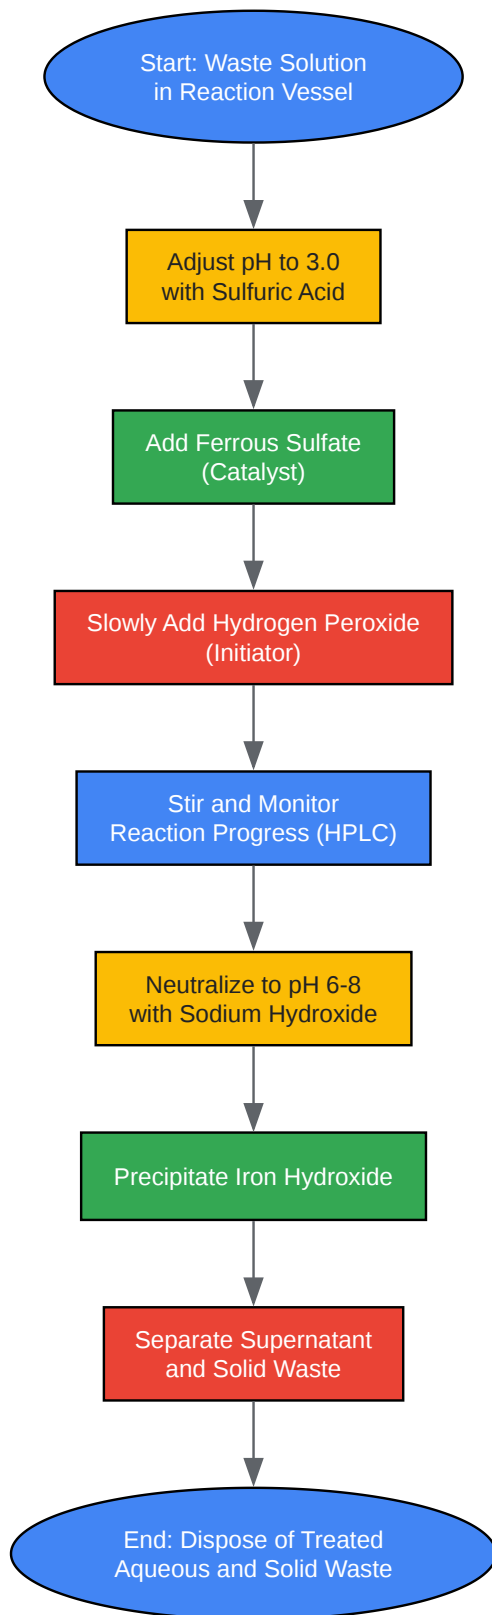 Start: Waste Solution
in Reaction Vessel
Adjust pH to 3.0
with Sulfuric Acid
Add Ferrous Sulfate
(Catalyst)
Slowly Add Hydrogen Peroxide
(Initiator)
Stir and Monitor
Reaction Progress (HPLC)
Neutralize to pH 6-8
with Sodium Hydroxide
Precipitate Iron Hydroxide
Separate Supernatant
and Solid Waste
End: Dispose of Treated
Aqueous and Solid Waste